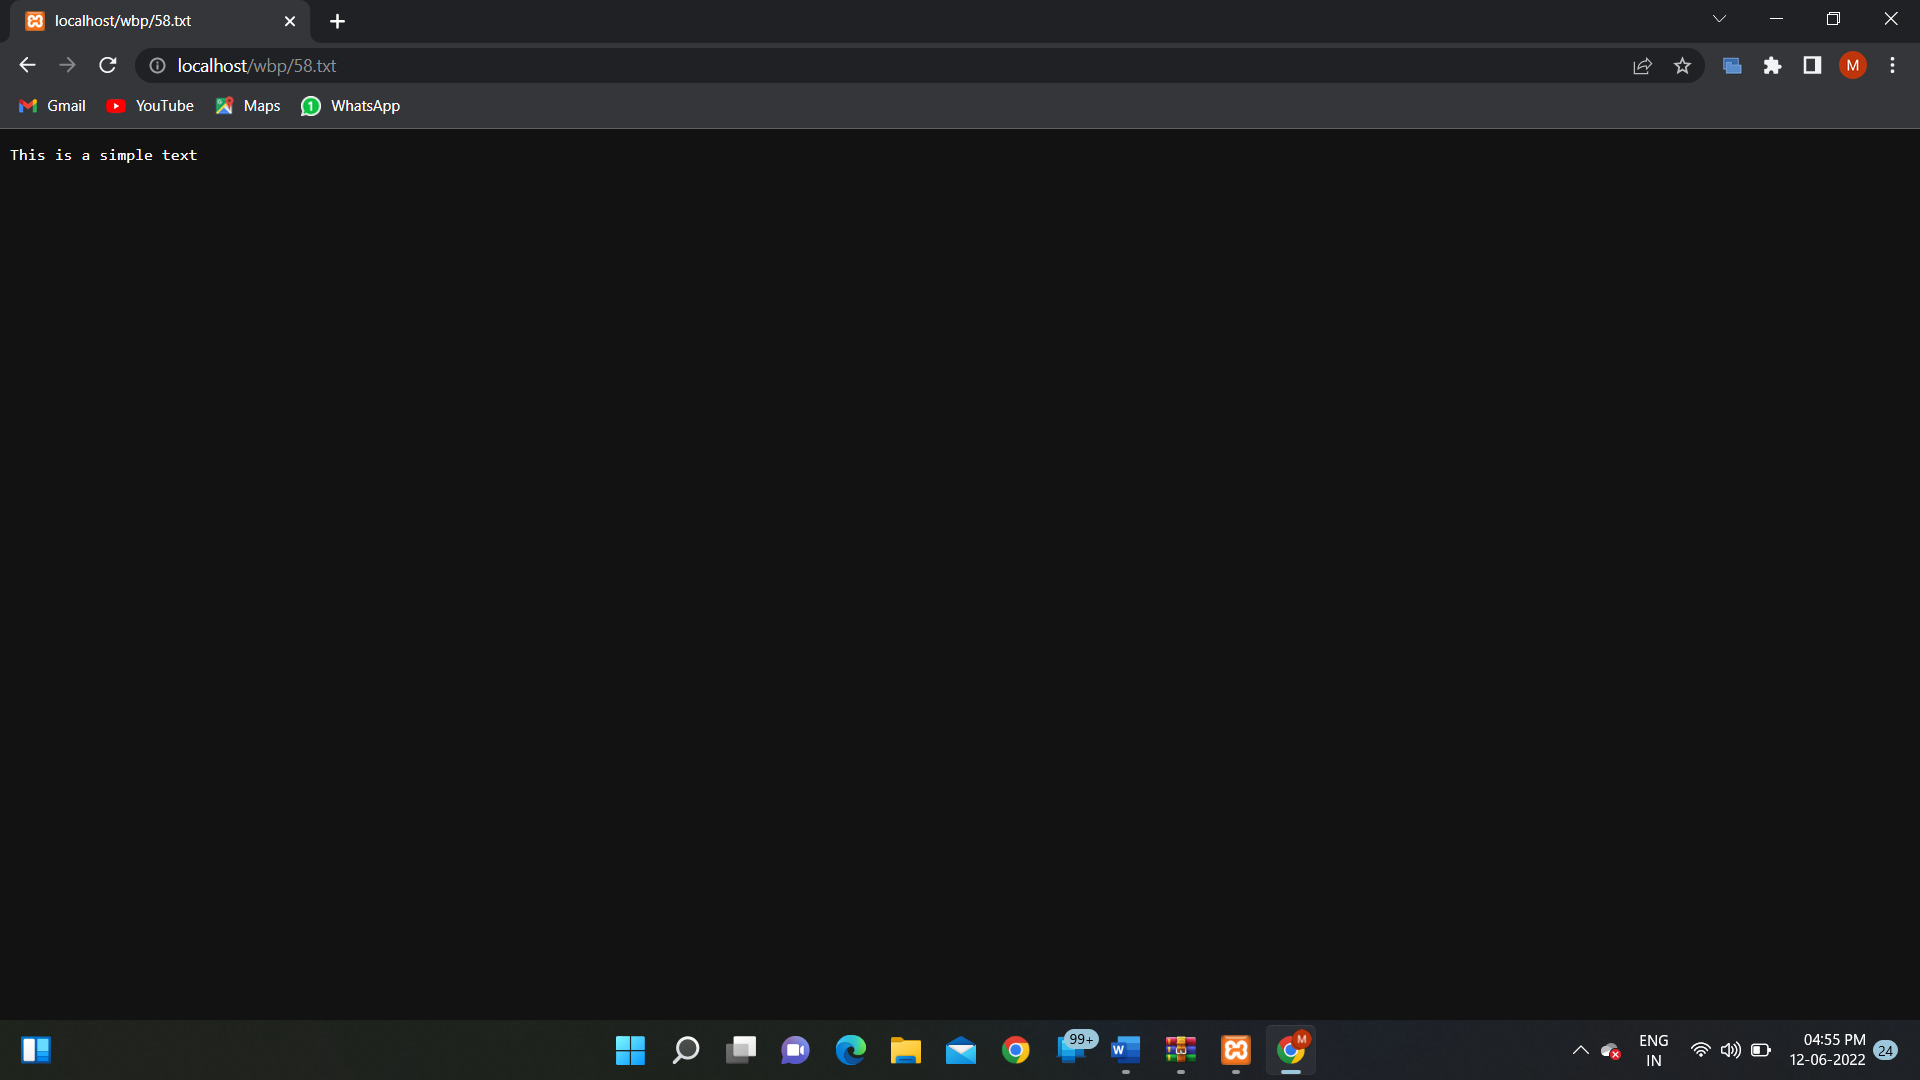 localhost/wbp/58.txt
localhost/wbp/58.txt
M
Gmail
YouTube
Maps
1
WhatsApp
This is a simple text
99+
W
M
ENG
IN
04:55 PM
12-06-2022
24